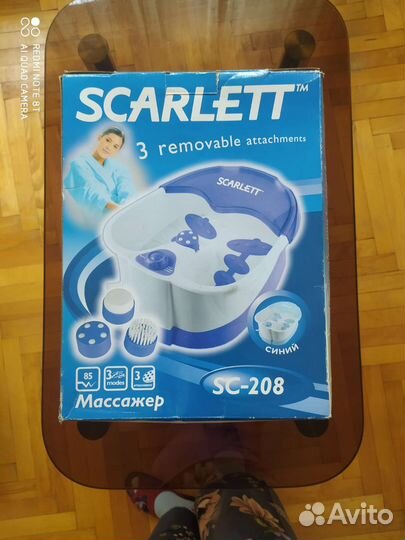 REDMI NOTE 8T
AI QUAD CAMERA
SCARLETT™
3 removable attachments
SCARLETT
синий
85
3
modes
3
SC-208
Массажер
Avito